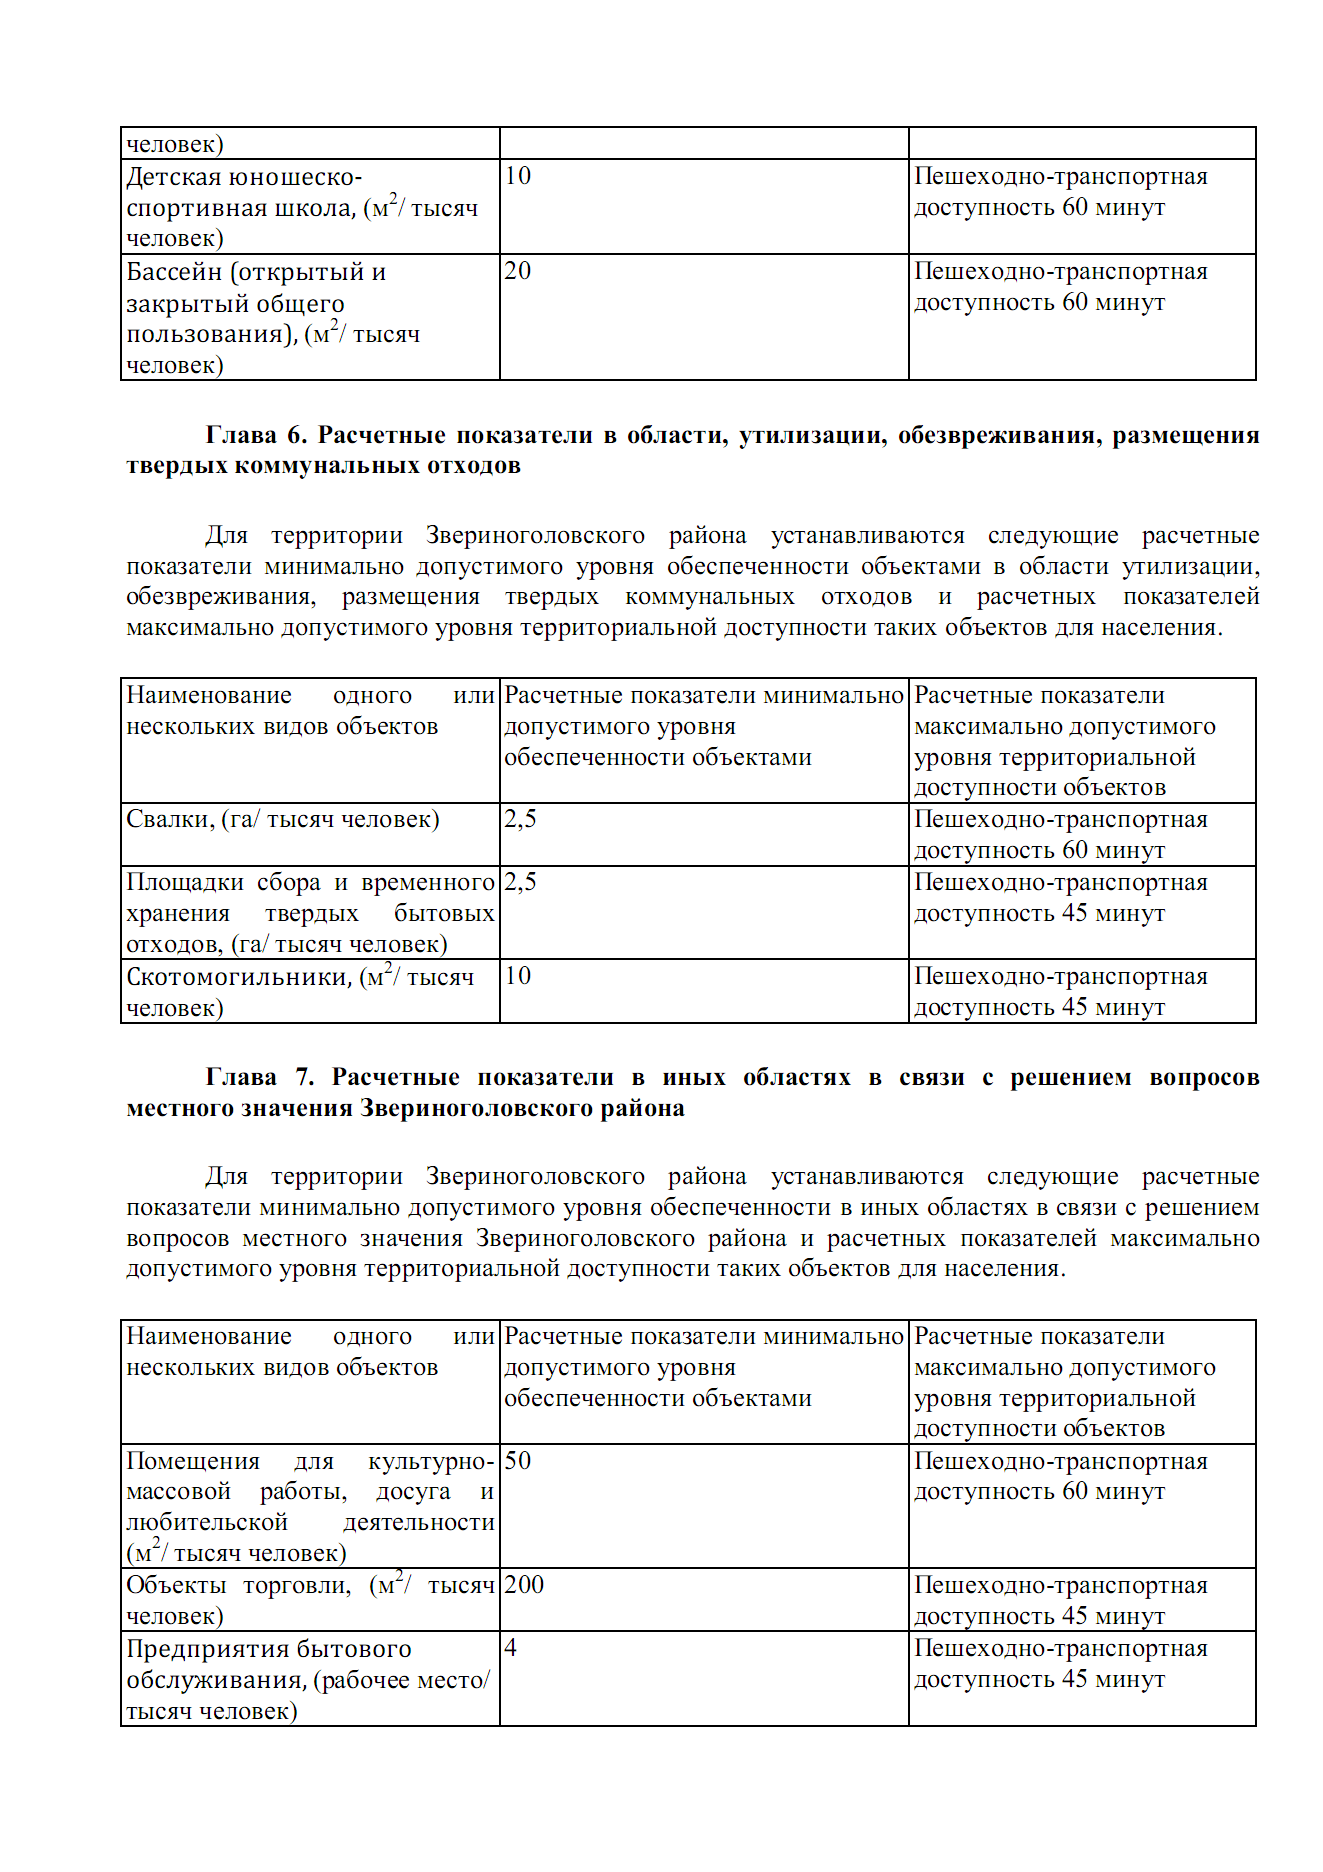 человек)
Детская юношеско-
спортивная школа, (м²/ тысяч
человек)
10
Пешеходно-транспортная
доступность 60 минут
Бассейн (открытый и
закрытый общего
пользования), (м²/ тысяч
человек)
20
Пешеходно-транспортная
доступность 60 минут
Глава 6. Расчетные показатели в области, утилизации, обезвреживания, размещения
твердых коммунальных отходов
Для территории Звериноголовского района устанавливаются следующие расчетные
показатели минимально допустимого уровня обеспеченности объектами в области утилизации,
обезвреживания, размещения твердых коммунальных отходов и расчетных показателей
максимально допустимого уровня территориальной доступности таких объектов для населения.
Наименование одного или
нескольких видов объектов
Расчетные показатели минимально
допустимого уровня
обеспеченности объектами
Расчетные показатели
максимально допустимого
уровня территориальной
доступности объектов
Свалки, (га/ тысяч человек)
2,5
Пешеходно-транспортная
доступность 60 минут
Площадки сбора и временного
хранения твердых бытовых
отходов, (га/ тысяч человек)
2,5
Пешеходно-транспортная
доступность 45 минут
Скотомогильники, (м²/ тысяч
человек)
10
Пешеходно-транспортная
доступность 45 минут
Глава 7. Расчетные показатели в иных областях в связи с решением вопросов
местного значения Звериноголовского района
Для территории Звериноголовского района устанавливаются следующие расчетные
показатели минимально допустимого уровня обеспеченности в иных областях в связи с решением
вопросов местного значения Звериноголовского района и расчетных показателей максимально
допустимого уровня территориальной доступности таких объектов для населения.
Наименование одного или
нескольких видов объектов
Расчетные показатели минимально
допустимого уровня
обеспеченности объектами
Расчетные показатели
максимально допустимого
уровня территориальной
доступности объектов
Помещения для культурно-
массовой работы, досуга и
любительской деятельности
(м²/ тысяч человек)
50
Пешеходно-транспортная
доступность 60 минут
Объекты торговли, (м²/ тысяч
человек)
200
Пешеходно-транспортная
доступность 45 минут
Предприятия бытового
обслуживания, (рабочее место/
тысяч человек)
4
Пешеходно-транспортная
доступность 45 минут